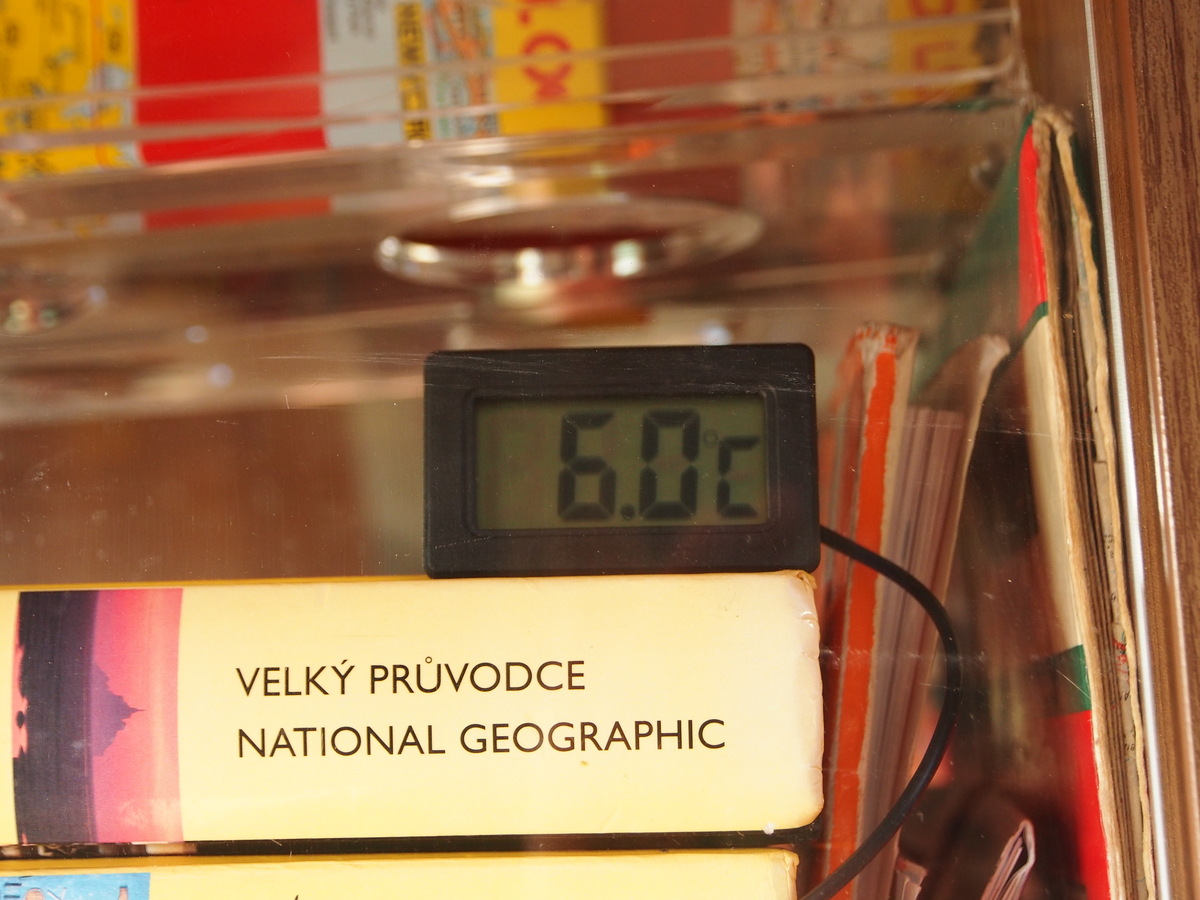 6.0°C
VELKÝ PRŮVODCE
NATIONAL GEOGRAPHIC